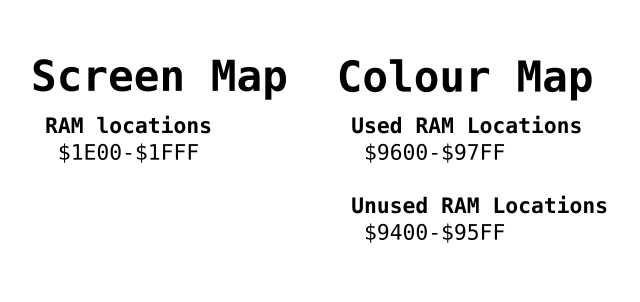 Screen Map
RAM locations
$1E00-$1FFF
Colour Map
Used RAM Locations
$9600-$97FF
Unused RAM Locations
$9400-$95FF